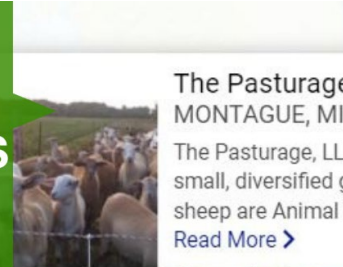 The Pasturage
MONTAGUE, MI
The Pasturage, LL
small, diversified g
sheep are Animal
Read More >
s